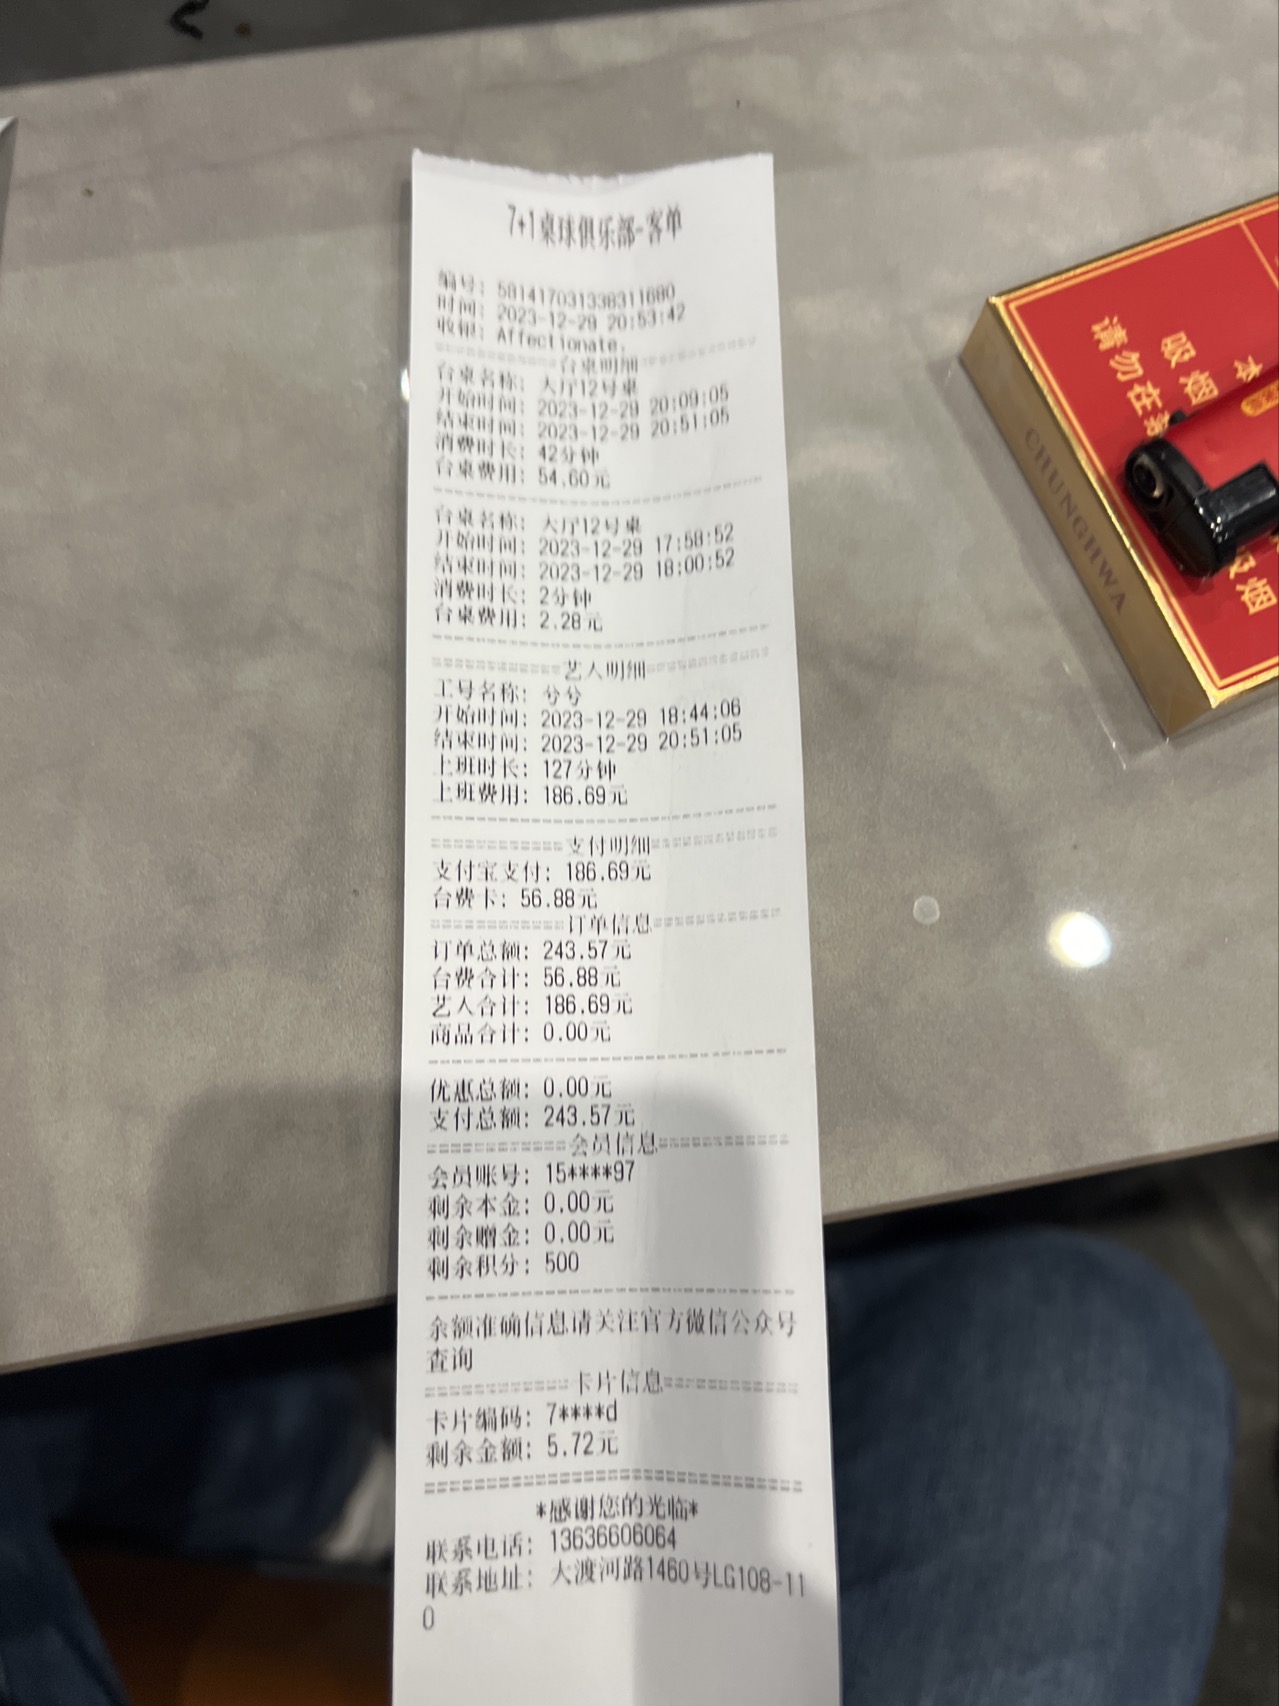 7+1桌球俱乐部-客单
编号: 581417031338311680
时间: 2023-12-29 20:53:42
收银: Affectionate.
============台桌明细============
台桌名称: 大厅12号桌
开始时间: 2023-12-29 20:09:05
结束时间: 2023-12-29 20:51:05
消费时长: 42分钟
台桌费用: 54.60元
--------------------------------
台桌名称: 大厅12号桌
开始时间: 2023-12-29 17:58:52
结束时间: 2023-12-29 18:00:52
消费时长: 2分钟
台桌费用: 2.28元
--------------------------------
============艺人明细============
工号名称: 兮兮
开始时间: 2023-12-29 18:44:06
结束时间: 2023-12-29 20:51:05
上班时长: 127分钟
上班费用: 186.69元
--------------------------------
============支付明细============
支付宝支付: 186.69元
台费卡: 56.88元
============订单信息============
订单总额: 243.57元
台费合计: 56.88元
艺人合计: 186.69元
商品合计: 0.00元
--------------------------------
优惠总额: 0.00元
支付总额: 243.57元
============会员信息============
会员账号: 15****97
剩余本金: 0.00元
剩余赠金: 0.00元
剩余积分: 500
--------------------------------
余额准确信息请关注官方微信公众号
查询
============卡片信息============
卡片编码: 7****d
剩余金额: 5.72元
================================
*感谢您的光临*
联系电话: 13636606064
联系地址: 大渡河路1460号LG108-11
0
吸烟
请勿在
本
CHUNGHWA
吸烟